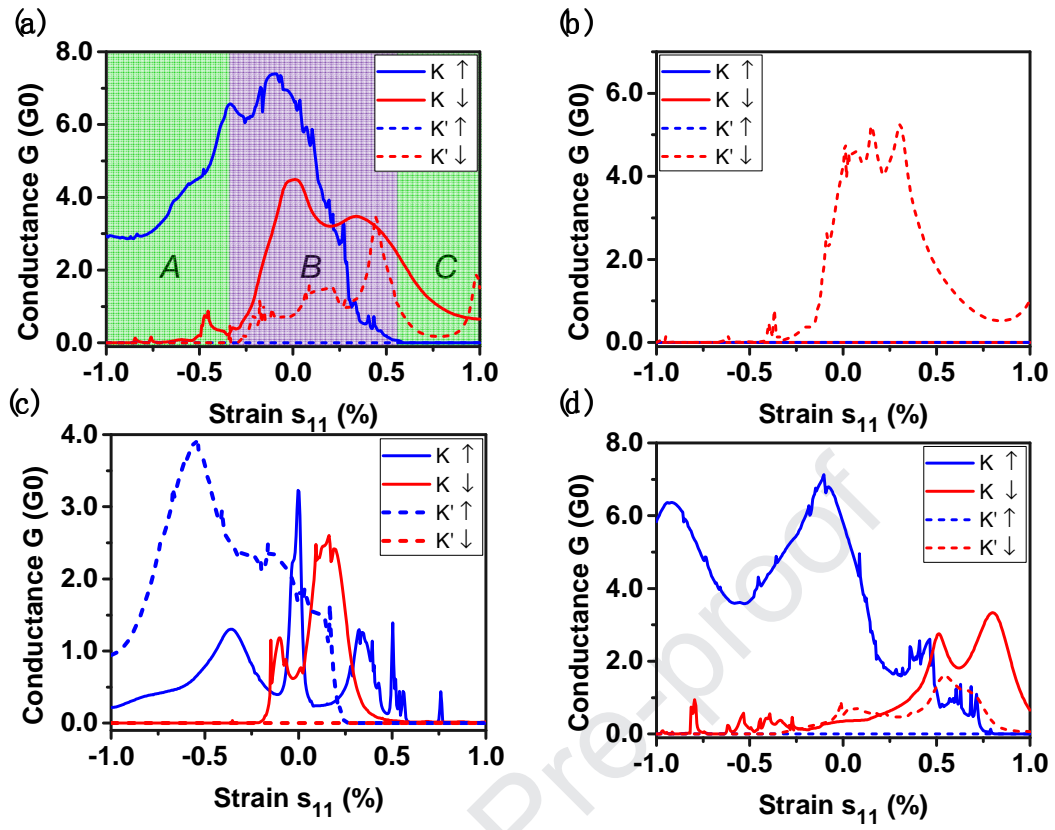 (a)
Conductance G (G0)
8.0
6.0
4.0
2.0
0.0
K ↑
K ↓
K' ↑
K' ↓
A
B
C
-1.0 -0.5 0.0 0.5 1.0
Strain s11 (%)
(b)
Conductance G (G0)
6.0
4.0
2.0
0.0
K ↑
K ↓
K' ↑
K' ↓
-1.0 -0.5 0.0 0.5 1.0
Strain s11 (%)
(c)
Conductance G (G0)
4.0
3.0
2.0
1.0
0.0
K ↑
K ↓
K' ↑
K' ↓
-1.0 -0.5 0.0 0.5 1.0
Strain s11 (%)
(d)
Conductance G (G0)
8.0
6.0
4.0
2.0
0.0
K ↑
K ↓
K' ↑
K' ↓
-1.0 -0.5 0.0 0.5 1.0
Strain s11 (%)
Pre-proof